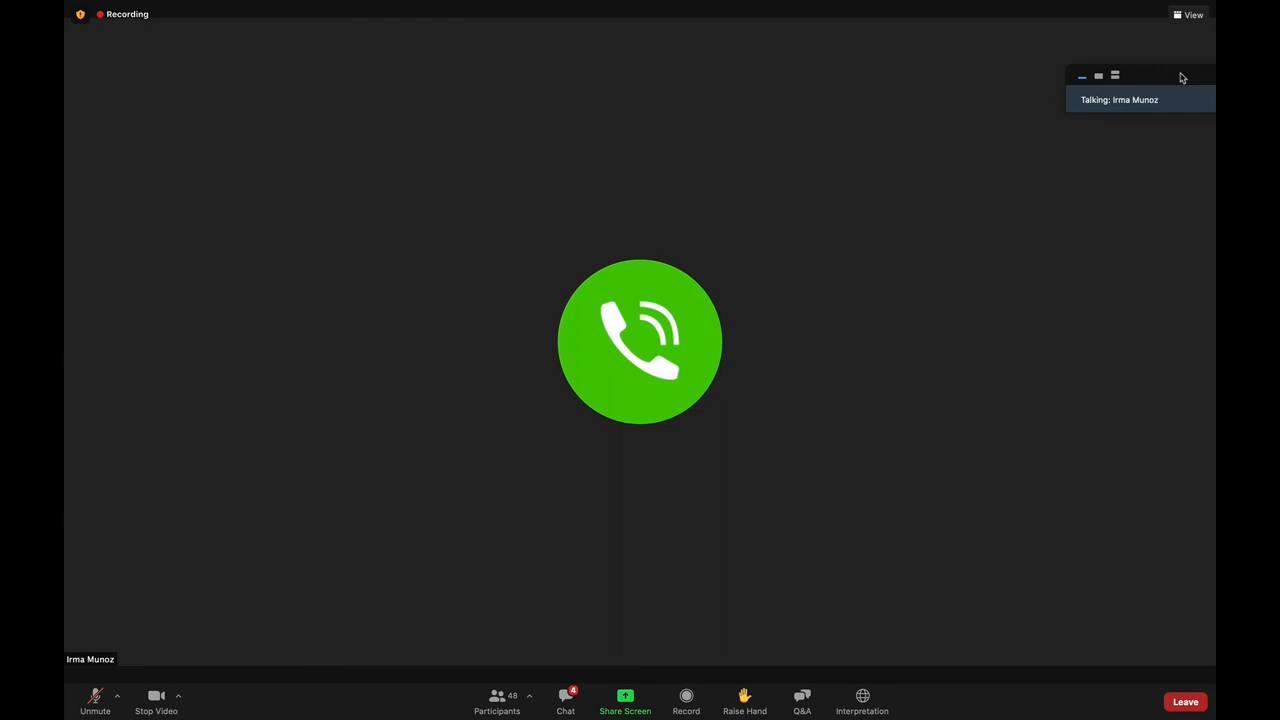 Recording
View
Talking: Irma Munoz
Irma Munoz
Unmute
Stop Video
48
Participants
4
Chat
Share Screen
Record
Raise Hand
Q&A
Interpretation
Leave